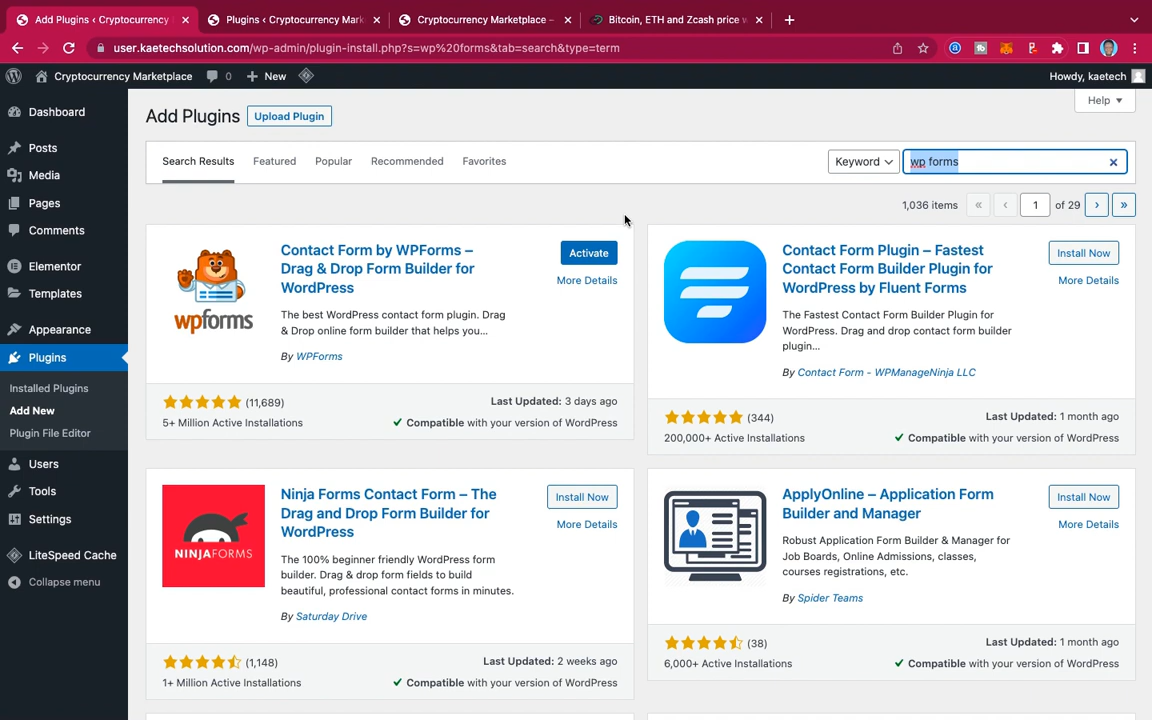 Add Plugins ‹ Cryptocurrency
Plugins ‹ Cryptocurrency Mark
Cryptocurrency Marketplace –
Bitcoin, ETH and Zcash price w
user.kaetechsolution.com/wp-admin/plugin-install.php?s=wp%20forms&tab=search&type=term
Cryptocurrency Marketplace
0
New
Howdy, kaetech
Dashboard
Posts
Media
Pages
Comments
Elementor
Templates
Appearance
Plugins
Installed Plugins
Add New
Plugin File Editor
Users
Tools
Settings
LiteSpeed Cache
Collapse menu
Add Plugins
Upload Plugin
Help
Search Results
Featured
Popular
Recommended
Favorites
Keyword
wp forms
1,036 items
«
‹
1
of 29
›
»
wpforms
Contact Form by WPForms –
Drag & Drop Form Builder for
WordPress
Activate
More Details
The best WordPress contact form plugin. Drag
& Drop online form builder that helps you...
By WPForms
(11,689)
5+ Million Active Installations
Last Updated: 3 days ago
Compatible with your version of WordPress
Contact Form Plugin – Fastest
Contact Form Builder Plugin for
WordPress by Fluent Forms
Install Now
More Details
The Fastest Contact Form Builder Plugin for
WordPress. Drag and drop contact form builder
plugin...
By Contact Form - WPManageNinja LLC
(344)
200,000+ Active Installations
Last Updated: 1 month ago
Compatible with your version of WordPress
NINJAFORMS
Ninja Forms Contact Form – The
Drag and Drop Form Builder for
WordPress
Install Now
More Details
The 100% beginner friendly WordPress form
builder. Drag & drop form fields to build
beautiful, professional contact forms in minutes.
By Saturday Drive
(1,148)
1+ Million Active Installations
Last Updated: 2 weeks ago
Compatible with your version of WordPress
ApplyOnline – Application Form
Builder and Manager
Install Now
More Details
Robust Application Form Builder & Manager for
Job Boards, Online Admissions, classes,
courses registrations, etc.
By Spider Teams
(38)
6,000+ Active Installations
Last Updated: 1 month ago
Compatible with your version of WordPress